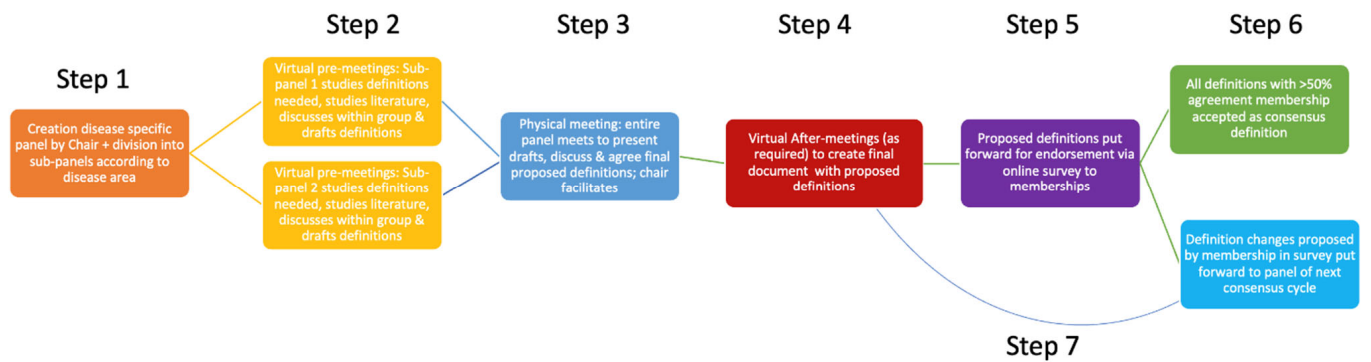 Step 1
Creation disease specific
panel by Chair + division into
sub-panels according to
disease area
Step 2
Virtual pre-meetings: Sub-
panel 1 studies definitions
needed, studies literature,
discusses within group &
drafts definitions
Virtual pre-meetings: Sub-
panel 2 studies definitions
needed, studies literature,
discusses within group &
drafts definitions
Step 3
Physical meeting: entire
panel meets to present
drafts, discuss & agree final
proposed definitions; chair
facilitates
Step 4
Virtual After-meetings (as
required) to create final
document with proposed
definitions
Step 5
Proposed definitions put
forward for endorsement via
online survey to
memberships
Step 6
All definitions with >50%
agreement membership
accepted as consensus
definition
Definition changes proposed
by membership in survey put
forward to panel of next
consensus cycle
Step 7